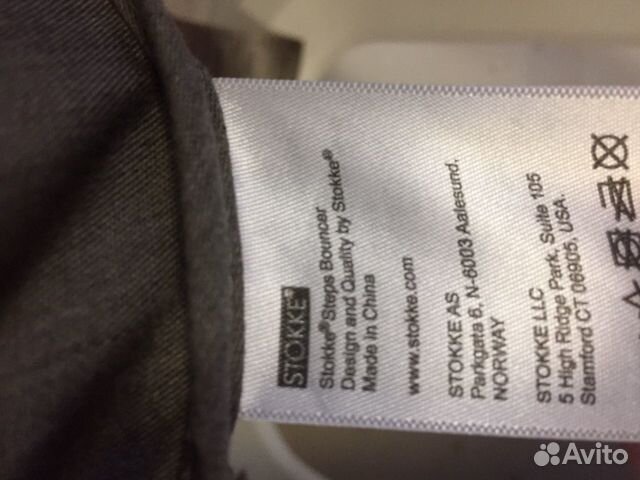 STOKKE®
Stokke® Steps Bouncer
Design and Quality by Stokke®
Made in China
www.stokke.com
STOKKE AS
Parkgata 6, N-6003 Aalesund,
NORWAY
STOKKE LLC
5 High Ridge Park, Suite 105
Stamford CT 06905, USA.
Avito